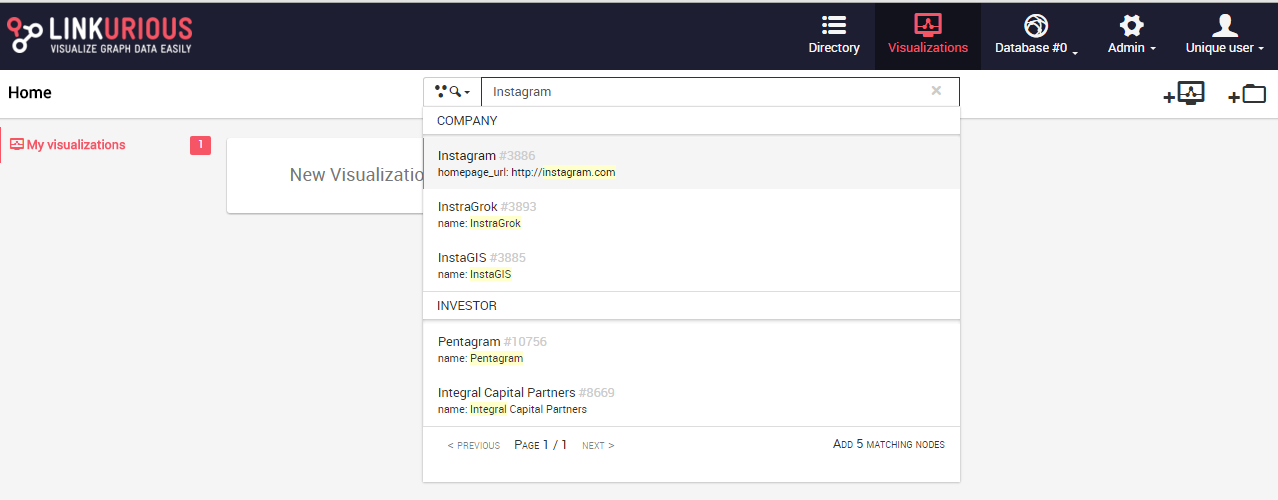 LINKURIOUS
VISUALIZE GRAPH DATA EASILY
Directory
Visualizations
Database #0
Admin
Unique user
Home
Instagram
My visualizations
1
New Visualizatio
COMPANY
Instagram #3886
homepage_url: http://instagram.com
InstraGrok #3893
name: InstraGrok
InstaGIS #3885
name: InstaGIS
INVESTOR
Pentagram #10756
name: Pentagram
Integral Capital Partners #8669
name: Integral Capital Partners
< PREVIOUS PAGE 1 / 1 NEXT > ADD 5 MATCHING NODES